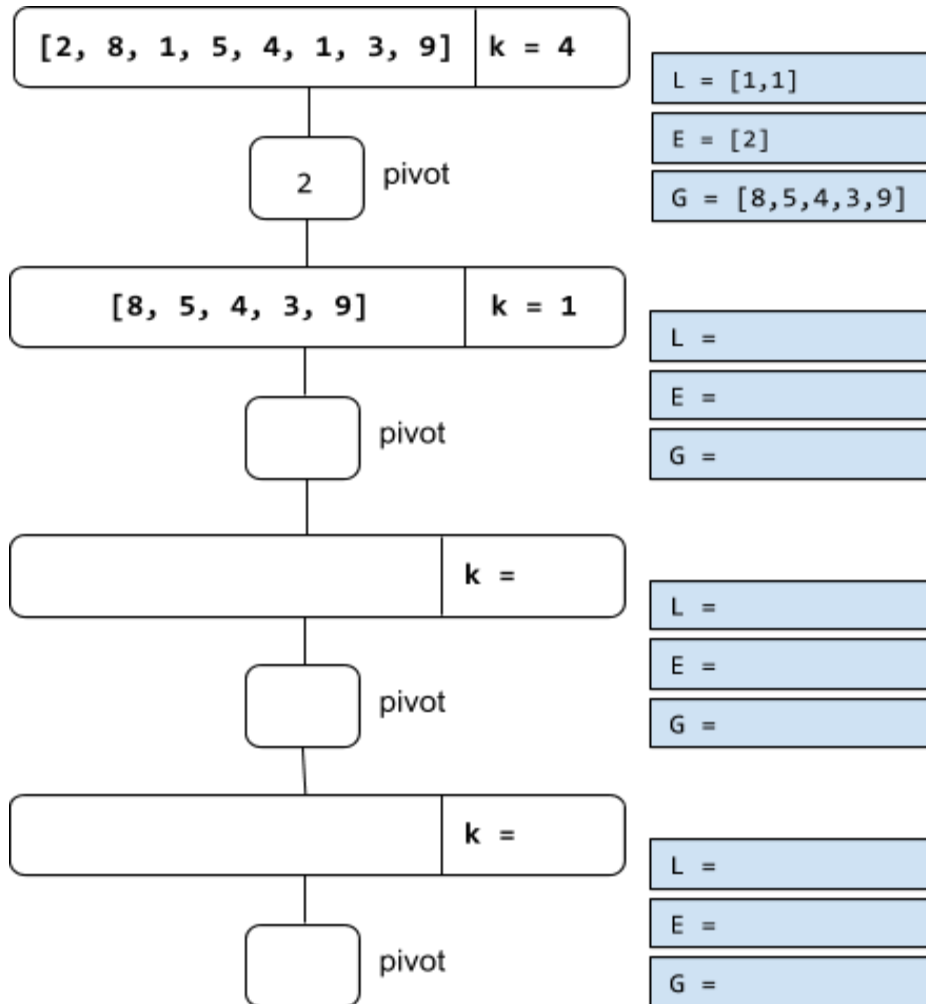 [2, 8, 1, 5, 4, 1, 3, 9] k = 4
L = [1,1]
E = [2]
2 pivot
G = [8,5,4,3,9]
[8, 5, 4, 3, 9] k = 1
L =
E =
pivot
G =
k =
L =
E =
pivot
G =
k =
L =
E =
pivot
G =